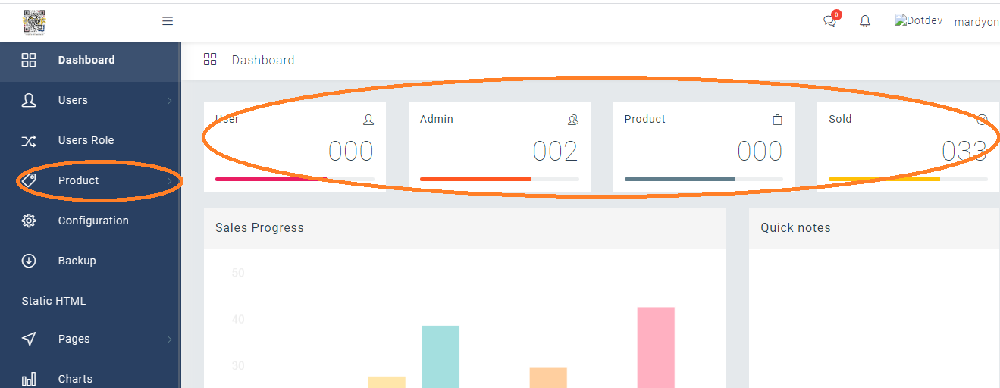 0
Dotdev
mardyon
Dashboard
Users
Users Role
Product
Configuration
Backup
Static HTML
Pages
Charts
Dashboard
User
000
Admin
002
Product
000
Sold
033
Sales Progress
50
40
30
Quick notes